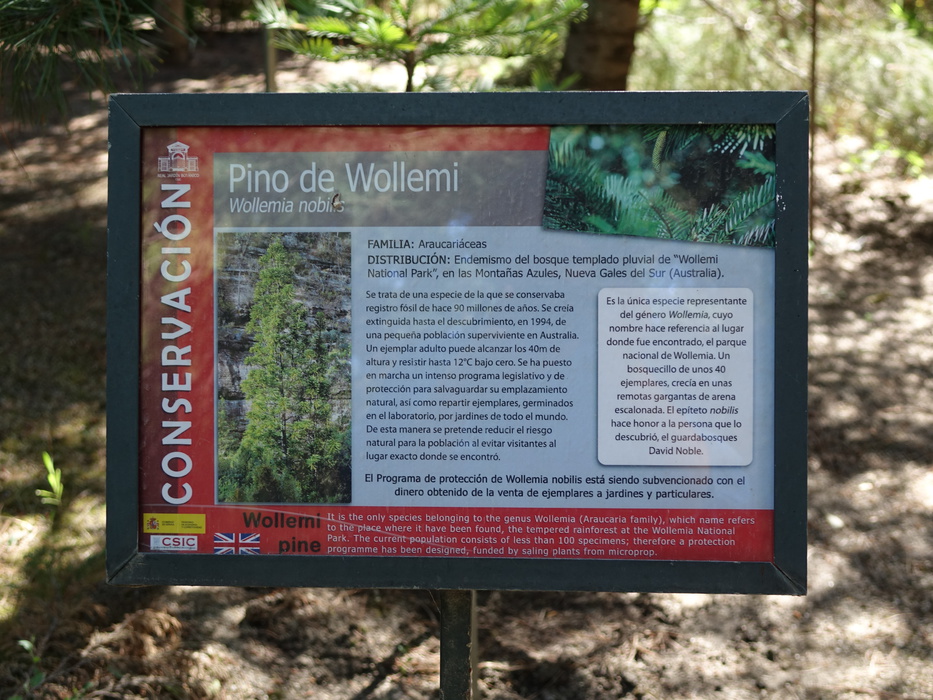 CONSERVACIÓN
Pino de Wollemi
Wollemia nobilis
FAMILIA: Araucariáceas
DISTRIBUCIÓN: Endemismo del bosque templado pluvial de “Wollemi
National Park”, en las Montañas Azules, Nueva Gales del Sur (Australia).
Se trata de una especie de la que se conservaba
registro fósil de hace 90 millones de años. Se creía
extinguida hasta el descubrimiento, en 1994, de
una pequeña población superviviente en Australia.
Un ejemplar adulto puede alcanzar los 40m de
altura y resistir hasta 12°C bajo cero. Se ha puesto
en marcha un intenso programa legislativo y de
protección para salvaguardar su emplazamiento
natural, así como repartir ejemplares, germinados
en el laboratorio, por jardines de todo el mundo.
De esta manera se pretende reducir el riesgo
natural para la población al evitar visitantes al
lugar exacto donde se encontró.
Es la única especie representante
del género Wollemia, cuyo
nombre hace referencia al lugar
donde fue encontrado, el parque
nacional de Wollemia. Un
bosquecillo de unos 40
ejemplares, crecía en unas
remotas gargantas de arena
escalonada. El epíteto nobilis
hace honor a la persona que lo
descubrió, el guardabosques
David Noble.
El Programa de protección de Wollemia nobilis está siendo subvencionado con el
dinero obtenido de la venta de ejemplares a jardines y particulares.
CSIC
Wollemi
pine
It is the only species belonging to the genus Wollemia (Araucaria family), which name refers
to the place where it have been found, the tempered rainforest at the Wollemia National
Park. The current population consists of less than 100 specimens; therefore a protection
programme has been designed, funded by saling plants from microprop.